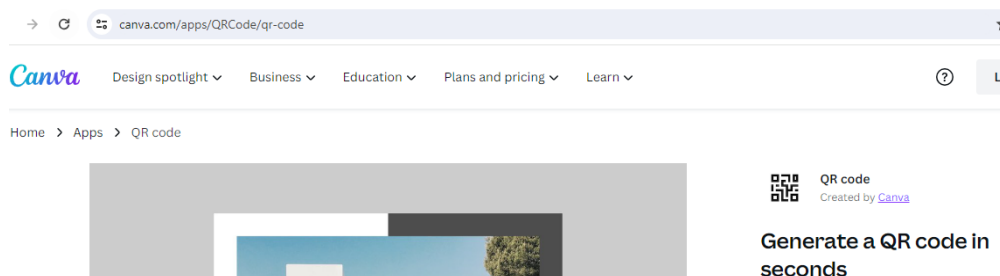 canva.com/apps/QRCode/qr-code
Canva Design spotlight Business Education Plans and pricing Learn ?
Home > Apps > QR code
QR code
Created by Canva
Generate a QR code in
seconds